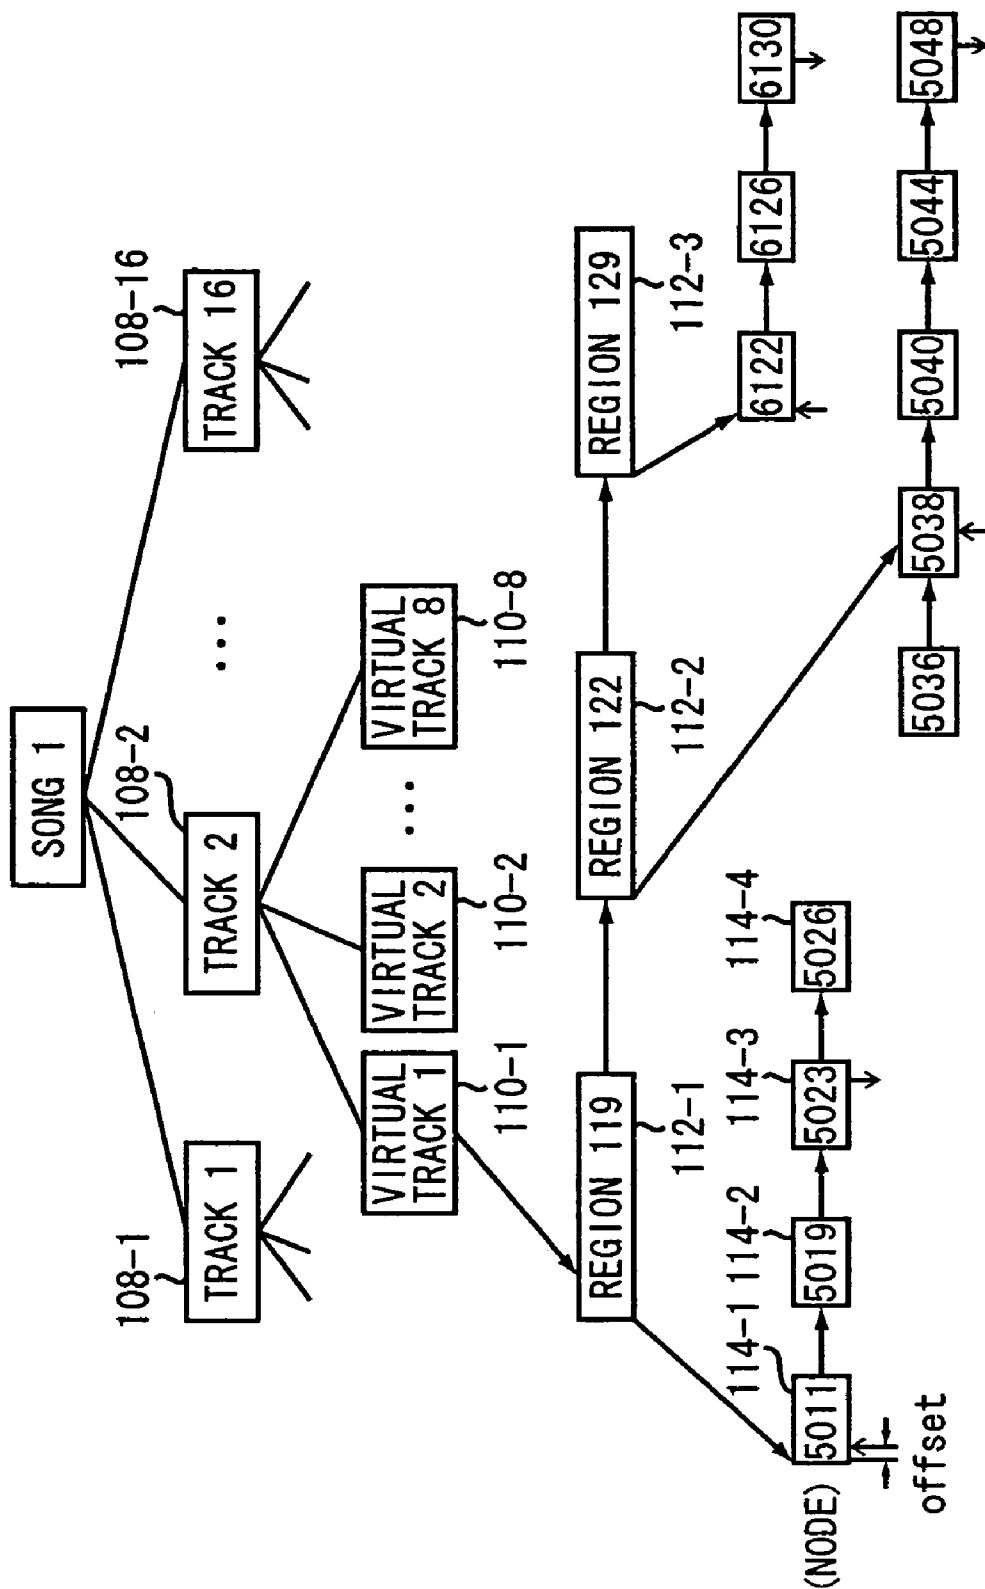 SONG 1
108-1
108-2
108-16
TRACK 1
TRACK 2
...
TRACK 16
VIRTUAL
TRACK 1
VIRTUAL
TRACK 2
...
VIRTUAL
TRACK 8
110-1
110-2
110-8
REGION 119
REGION 122
REGION 129
112-1
112-2
112-3
114-1
114-2
114-3
114-4
(NODE)
5011
5019
5023
5026
6122
6126
6130
offset
5036
5038
5040
5044
5048